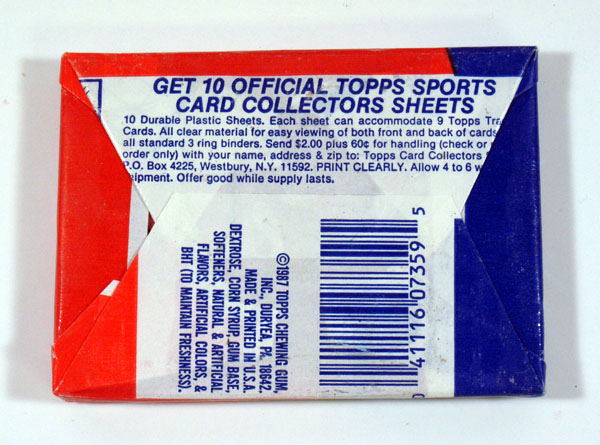 GET 10 OFFICIAL TOPPS SPORTS
CARD COLLECTORS SHEETS
10 Durable Plastic Sheets. Each sheet can accommodate 9 Topps Tra
Cards. All clear material for easy viewing of both front and back of cards
all standard 3 ring binders. Send $2.00 plus 60¢ for handling (check or
order only) with your name, address & zip to: Topps Card Collectors
P.O. Box 4225, Westbury, N.Y. 11592. PRINT CLEARLY. Allow 4 to 6 w
ipment. Offer good while supply lasts.
©1987 TOPPS CHEWING GUM,
INC., DURYEA, PA. 18642.
MADE & PRINTED IN U.S.A.
DEXTROSE, CORN SYRUP, GUM BASE,
SOFTENERS, NATURAL & ARTIFICIAL
FLAVORS, ARTIFICIAL COLORS, &
BHT (TO MAINTAIN FRESHNESS).
0 41116 07359 5